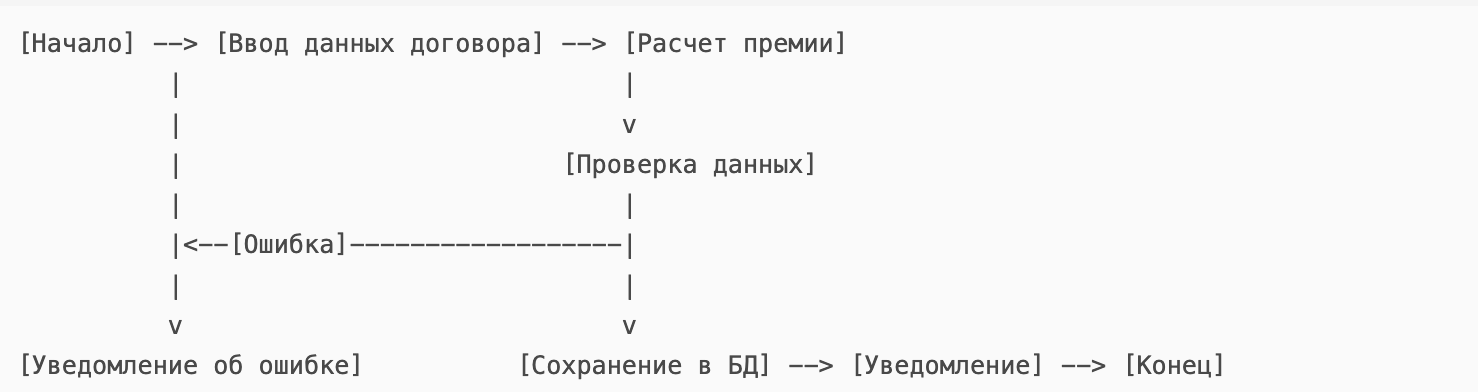 [Начало] --> [Ввод данных договора] --> [Расчет премии]
          |                             |
          |                             v
          |                         [Проверка данных]
          |                             |
          |<--[Ошибка]------------------|
          |                             |
          v                             v
[Уведомление об ошибке]          [Сохранение в БД] --> [Уведомление] --> [Конец]